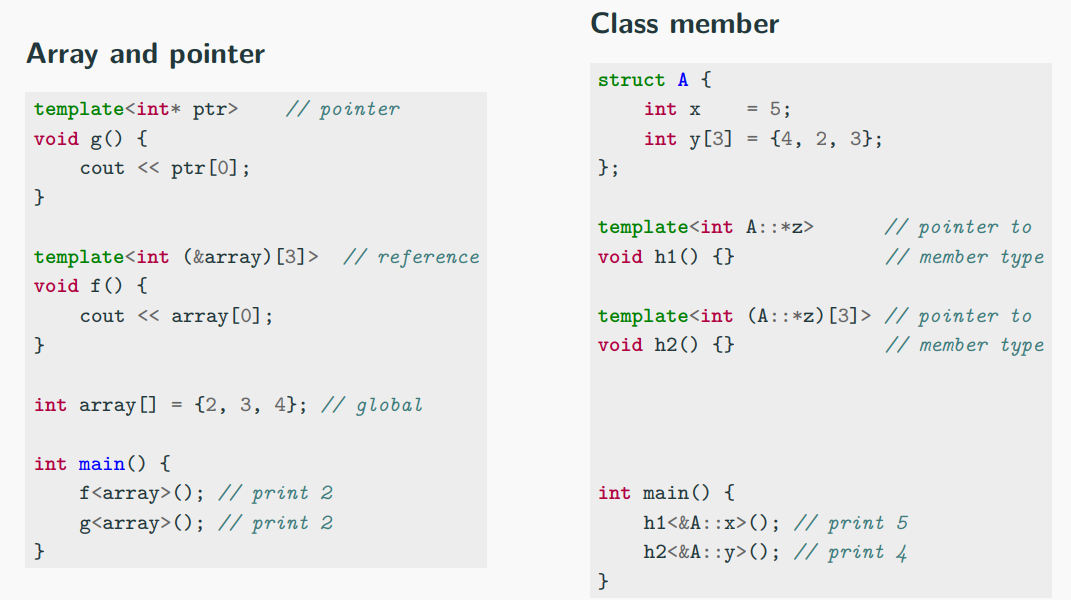 Array and pointer
template<int* ptr>    // pointer
void g() {
    cout << ptr[0];
}
template<int (&array)[3]>  // reference
void f() {
    cout << array[0];
}
int array[] = {2, 3, 4}; // global
int main() {
    f<array>(); // print 2
    g<array>(); // print 2
}
Class member
struct A {
    int x    = 5;
    int y[3] = {4, 2, 3};
};
template<int A::*z>      // pointer to
void h1() {}             // member type
template<int (A::*z)[3]> // pointer to
void h2() {}             // member type
int main() {
    h1<&A::x>(); // print 5
    h2<&A::y>(); // print 4
}